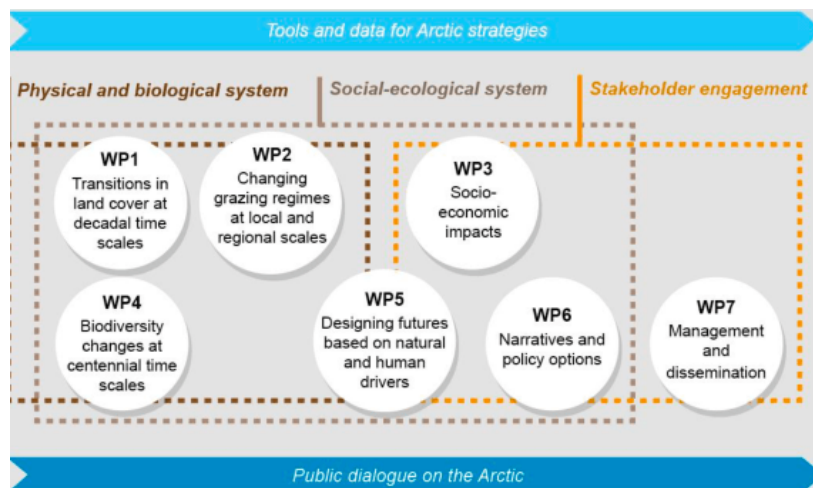 Tools and data for Arctic strategies
Physical and biological system
Social-ecological system
Stakeholder engagement
WP1
Transitions in
land cover at
decadal time
scales
WP2
Changing
grazing regimes
at local and
regional scales
WP3
Socio-
economic
impacts
WP4
Biodiversity
changes at
centennial time
scales
WP5
Designing futures
based on natural
and human
drivers
WP6
Narratives and
policy options
WP7
Management
and
dissemination
Public dialogue on the Arctic